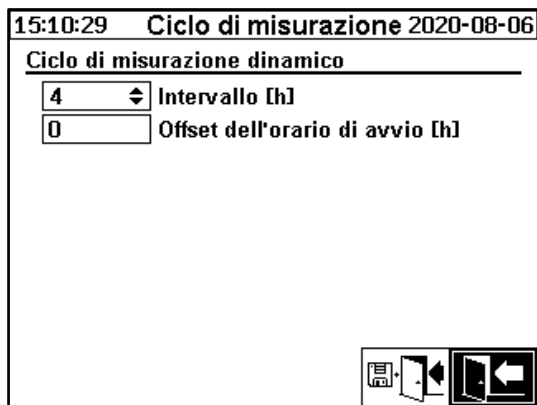 15:10:29 Ciclo di misurazione 2020-08-06
Ciclo di misurazione dinamico
4 Intervallo [h]
0 Offset dell'orario di avvio [h]